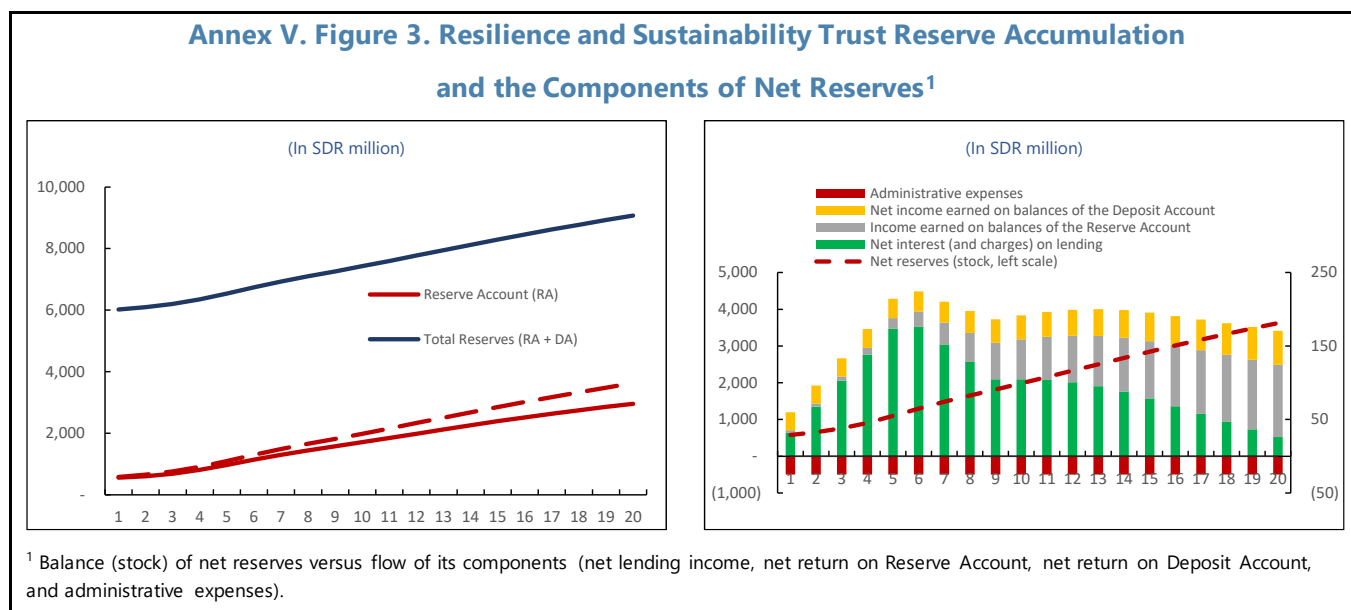 Annex V. Figure 3. Resilience and Sustainability Trust Reserve Accumulation
and the Components of Net Reserves¹
(In SDR million)
10,000
8,000
6,000
4,000
2,000
-
Reserve Account (RA)
Total Reserves (RA + DA)
1 2 3 4 5 6 7 8 9 10 11 12 13 14 15 16 17 18 19 20
(In SDR million)
Administrative expenses
Net income earned on balances of the Deposit Account
Income earned on balances of the Reserve Account
Net interest (and charges) on lending
Net reserves (stock, left scale)
5,000
4,000
3,000
2,000
1,000
-
(1,000)
250
150
50
(50)
1 2 3 4 5 6 7 8 9 10 11 12 13 14 15 16 17 18 19 20
¹ Balance (stock) of net reserves versus flow of its components (net lending income, net return on Reserve Account, net return on Deposit Account,
and administrative expenses).